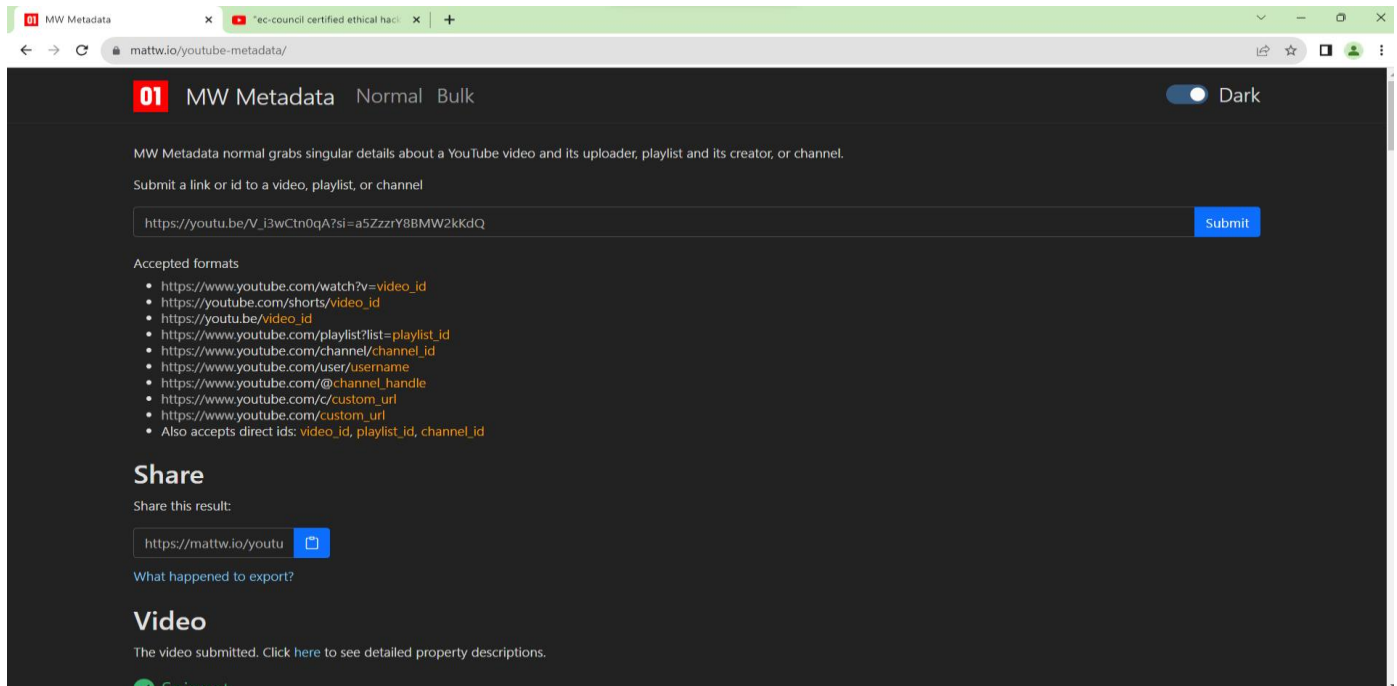 01 MW Metadata
"ec-council certified ethical hac
mattw.io/youtube-metadata/
01 MW Metadata Normal Bulk Dark
MW Metadata normal grabs singular details about a YouTube video and its uploader, playlist and its creator, or channel.
Submit a link or id to a video, playlist, or channel
https://youtu.be/V_i3wCtn0qA?si=a5ZzzrY8BMW2kKdQ Submit
Accepted formats
• https://www.youtube.com/watch?v=video_id
• https://youtube.com/shorts/video_id
• https://youtu.be/video_id
• https://www.youtube.com/playlist?list=playlist_id
• https://www.youtube.com/channel/channel_id
• https://www.youtube.com/user/username
• https://www.youtube.com/@channel_handle
• https://www.youtube.com/c/custom_url
• https://www.youtube.com/custom_url
• Also accepts direct ids: video_id, playlist_id, channel_id
Share
Share this result:
https://mattw.io/youtu
What happened to export?
Video
The video submitted. Click here to see detailed property descriptions.